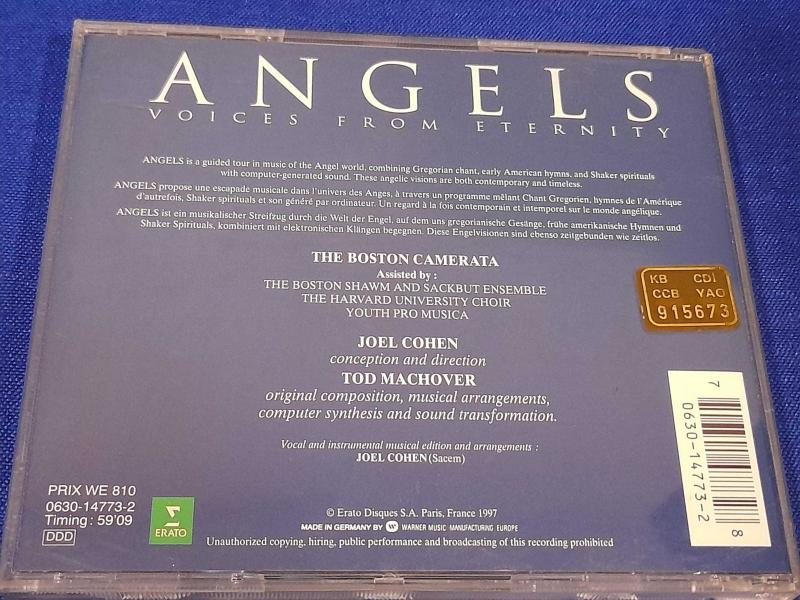 ANGELS
VOICES FROM ETERNITY
ANGELS is a guided tour in music of the Angel world, combining Gregorian chant, early American hymns, and Shaker spirituals
with computer-generated sound. These angelic visions are both contemporary and timeless.
ANGELS propose une escapade musicale dans l'univers des Anges, à travers un programme mêlant Chant Gregorien, hymnes de l'Amérique
d'autrefois, Shaker spirituals et son généré par ordinateur. Un regard à la fois contemporain et intemporel sur le monde angélique.
ANGELS ist ein musikalischer Streifzug durch die Welt der Engel, auf dem uns gregorianische Gesänge, frühe amerikanische Hymnen und
Shaker Spirituals, kombiniert mit elektronischen Klängen begegnen. Diese Engelvisionen sind ebenso zeitgebunden wie zeitlos.
THE BOSTON CAMERATA
Assisted by :
THE BOSTON SHAWM AND SACKBUT ENSEMBLE
THE HARVARD UNIVERSITY CHOIR
YOUTH PRO MUSICA
KB CDİ
CCB YAO
915673
JOEL COHEN
conception and direction
TOD MACHOVER
original composition, musical arrangements,
computer synthesis and sound transformation.
Vocal and instrumental musical edition and arrangements :
JOEL COHEN (Sacem)
7
0630-14773-2
8
PRIX WE 810
0630-14773-2
Timing : 59'09
DDD
ERATO
© Erato Disques S.A. Paris, France 1997
MADE IN GERMANY BY WARNER MUSIC MANUFACTURING EUROPE
Unauthorized copying, hiring, public performance and broadcasting of this recording prohibited